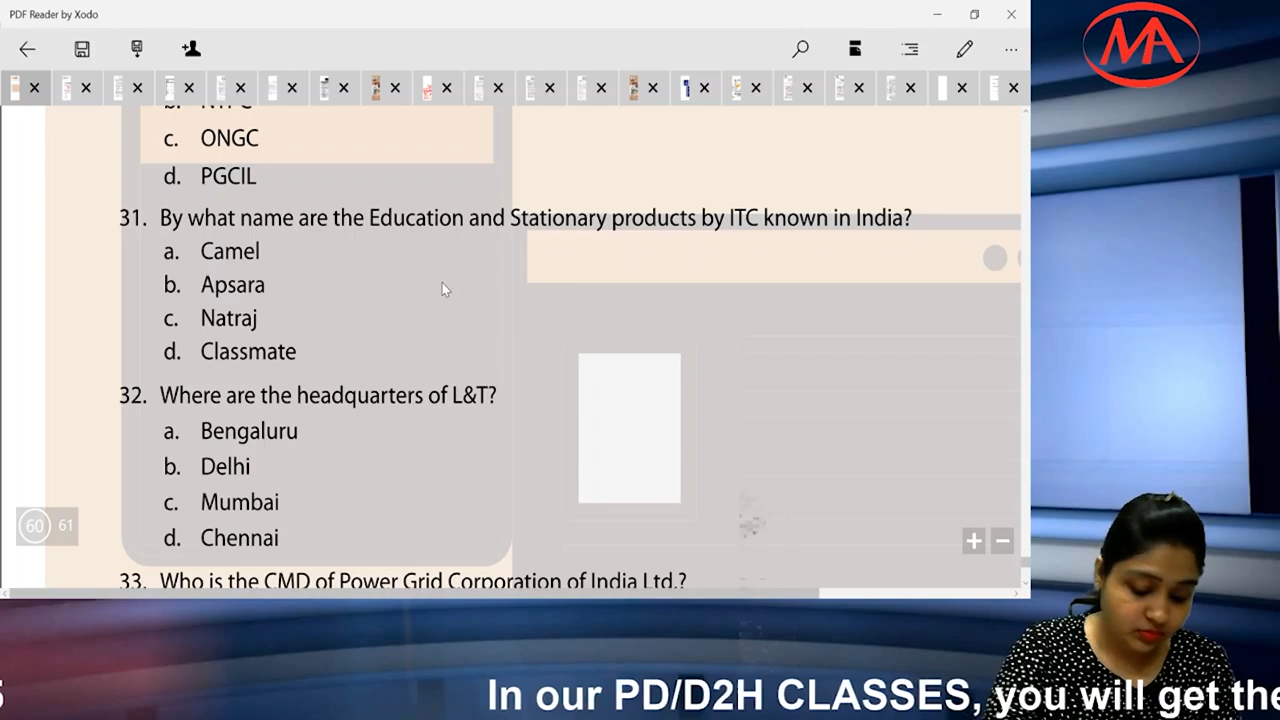 PDF Reader by Xodo
MA
c. ONGC
d. PGCIL
31. By what name are the Education and Stationary products by ITC known in India?
a. Camel
b. Apsara
c. Natraj
d. Classmate
32. Where are the headquarters of L&T?
a. Bengaluru
b. Delhi
c. Mumbai
d. Chennai
60 61
33. Who is the CMD of Power Grid Corporation of India Ltd.?
In our PD/D2H CLASSES, you will get the